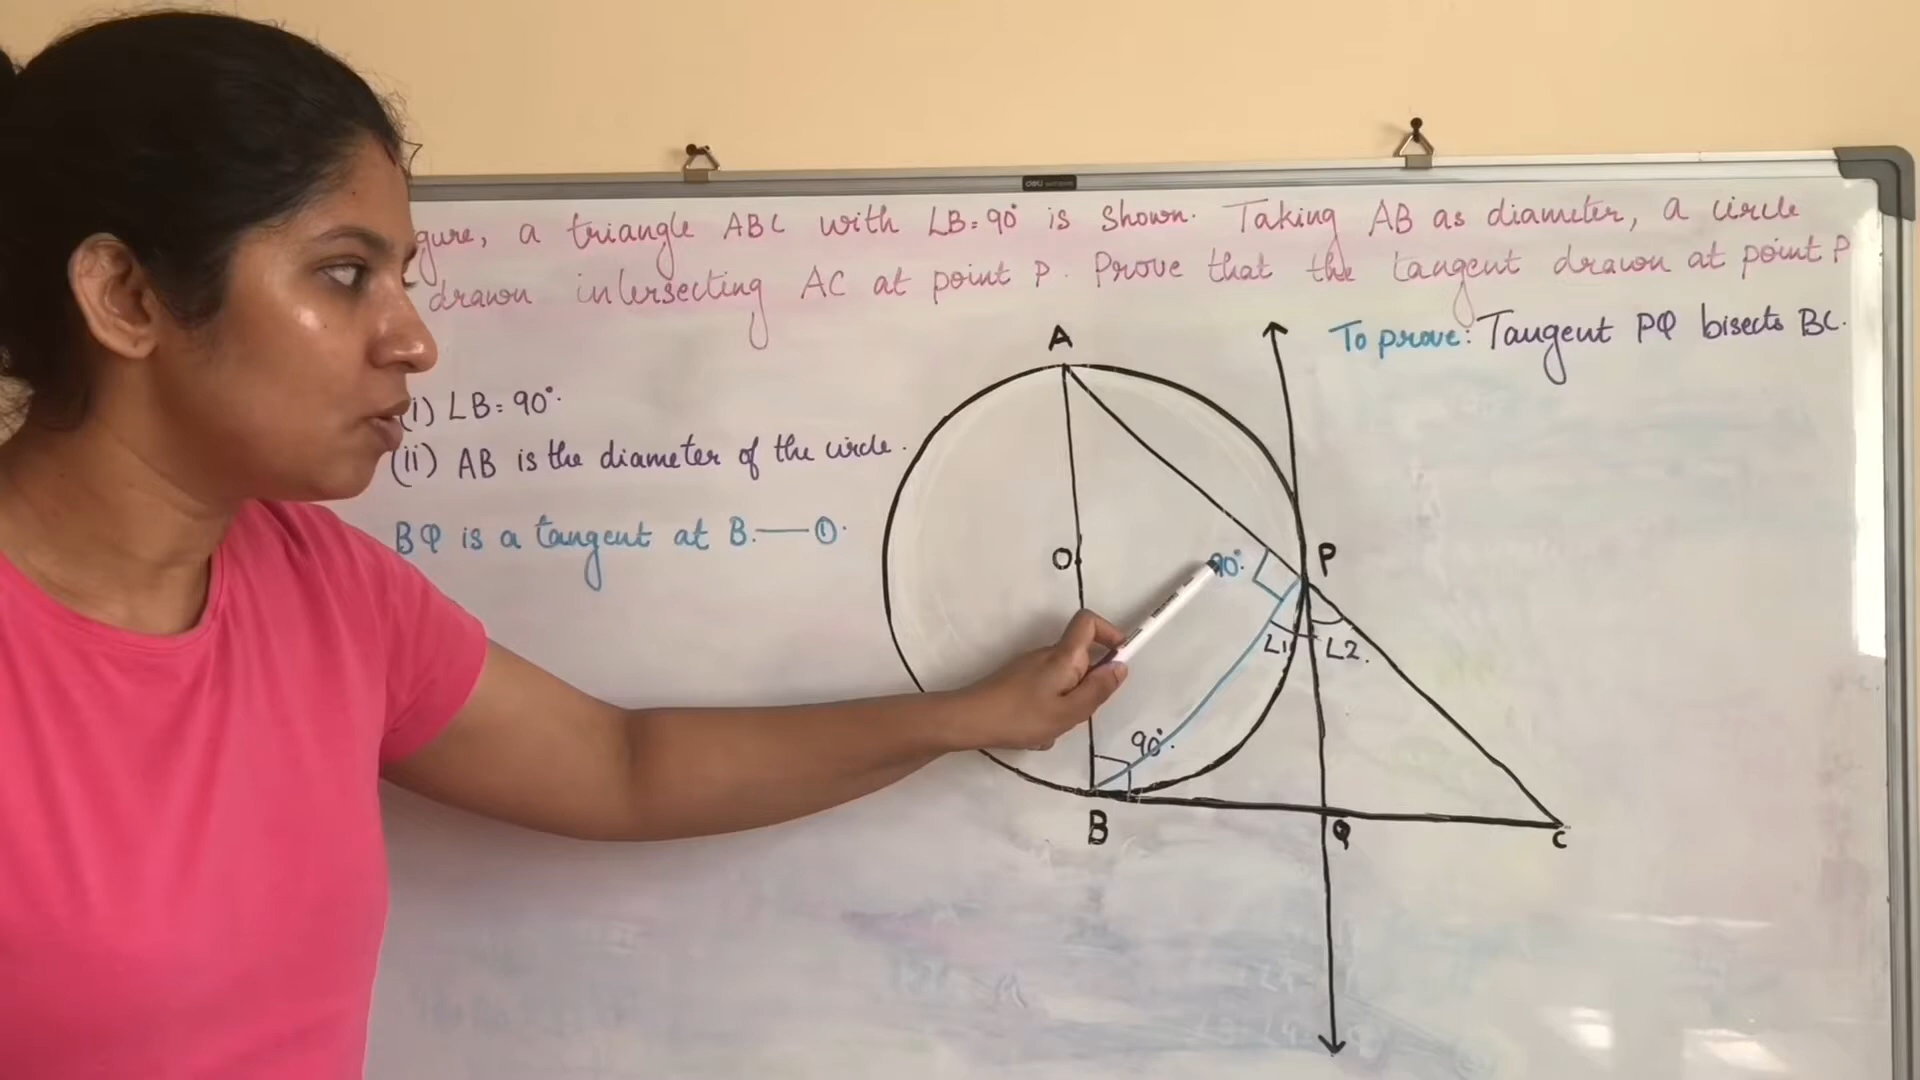 gure, a triangle ABC with ∠B=90° is shown. Taking AB as diameter, a circle
drawn intersecting AC at point P. Prove that the tangent drawn at point P
To prove: Tangent PQ bisects BC.
(i) ∠B=90°.
(ii) AB is the diameter of the circle.
BQ is a tangent at B.—①.
A
O
90°.
P
∠1
∠2.
90°.
B
Q
C